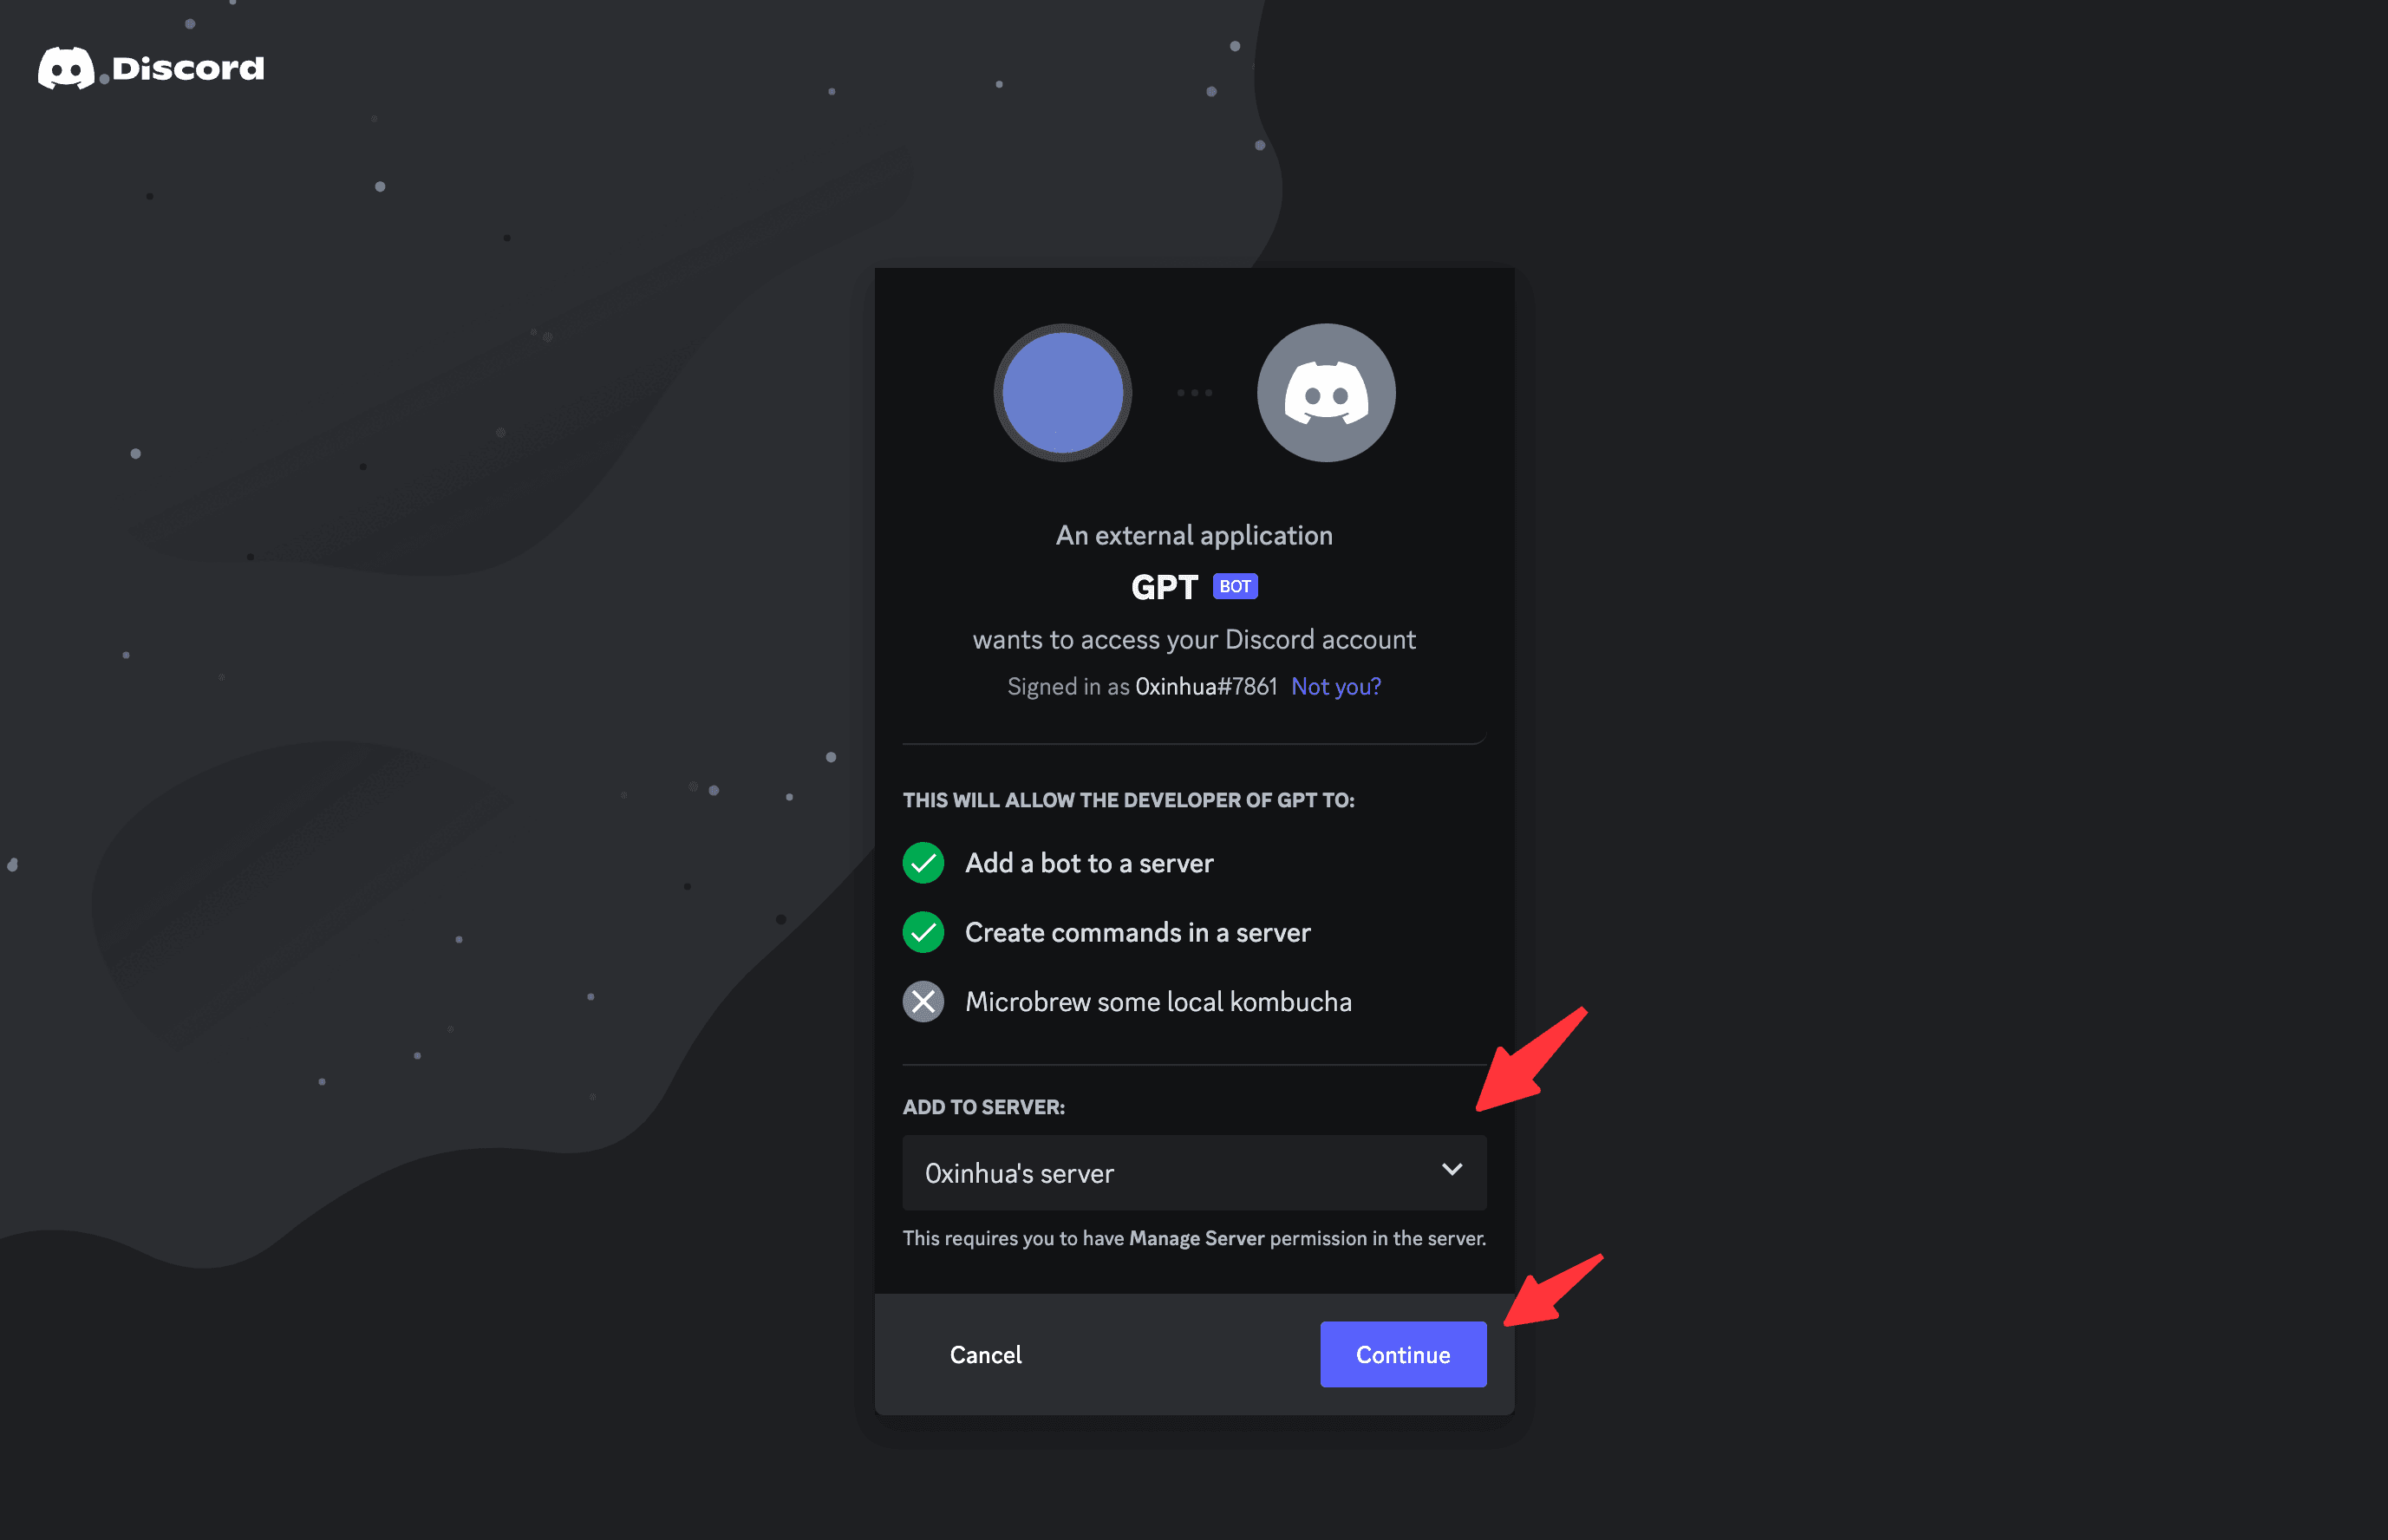 Discord
An external application
GPT BOT
wants to access your Discord account
Signed in as 0xinhua#7861 Not you?
THIS WILL ALLOW THE DEVELOPER OF GPT TO:
Add a bot to a server
Create commands in a server
Microbrew some local kombucha
ADD TO SERVER:
0xinhua's server
This requires you to have Manage Server permission in the server.
Cancel
Continue